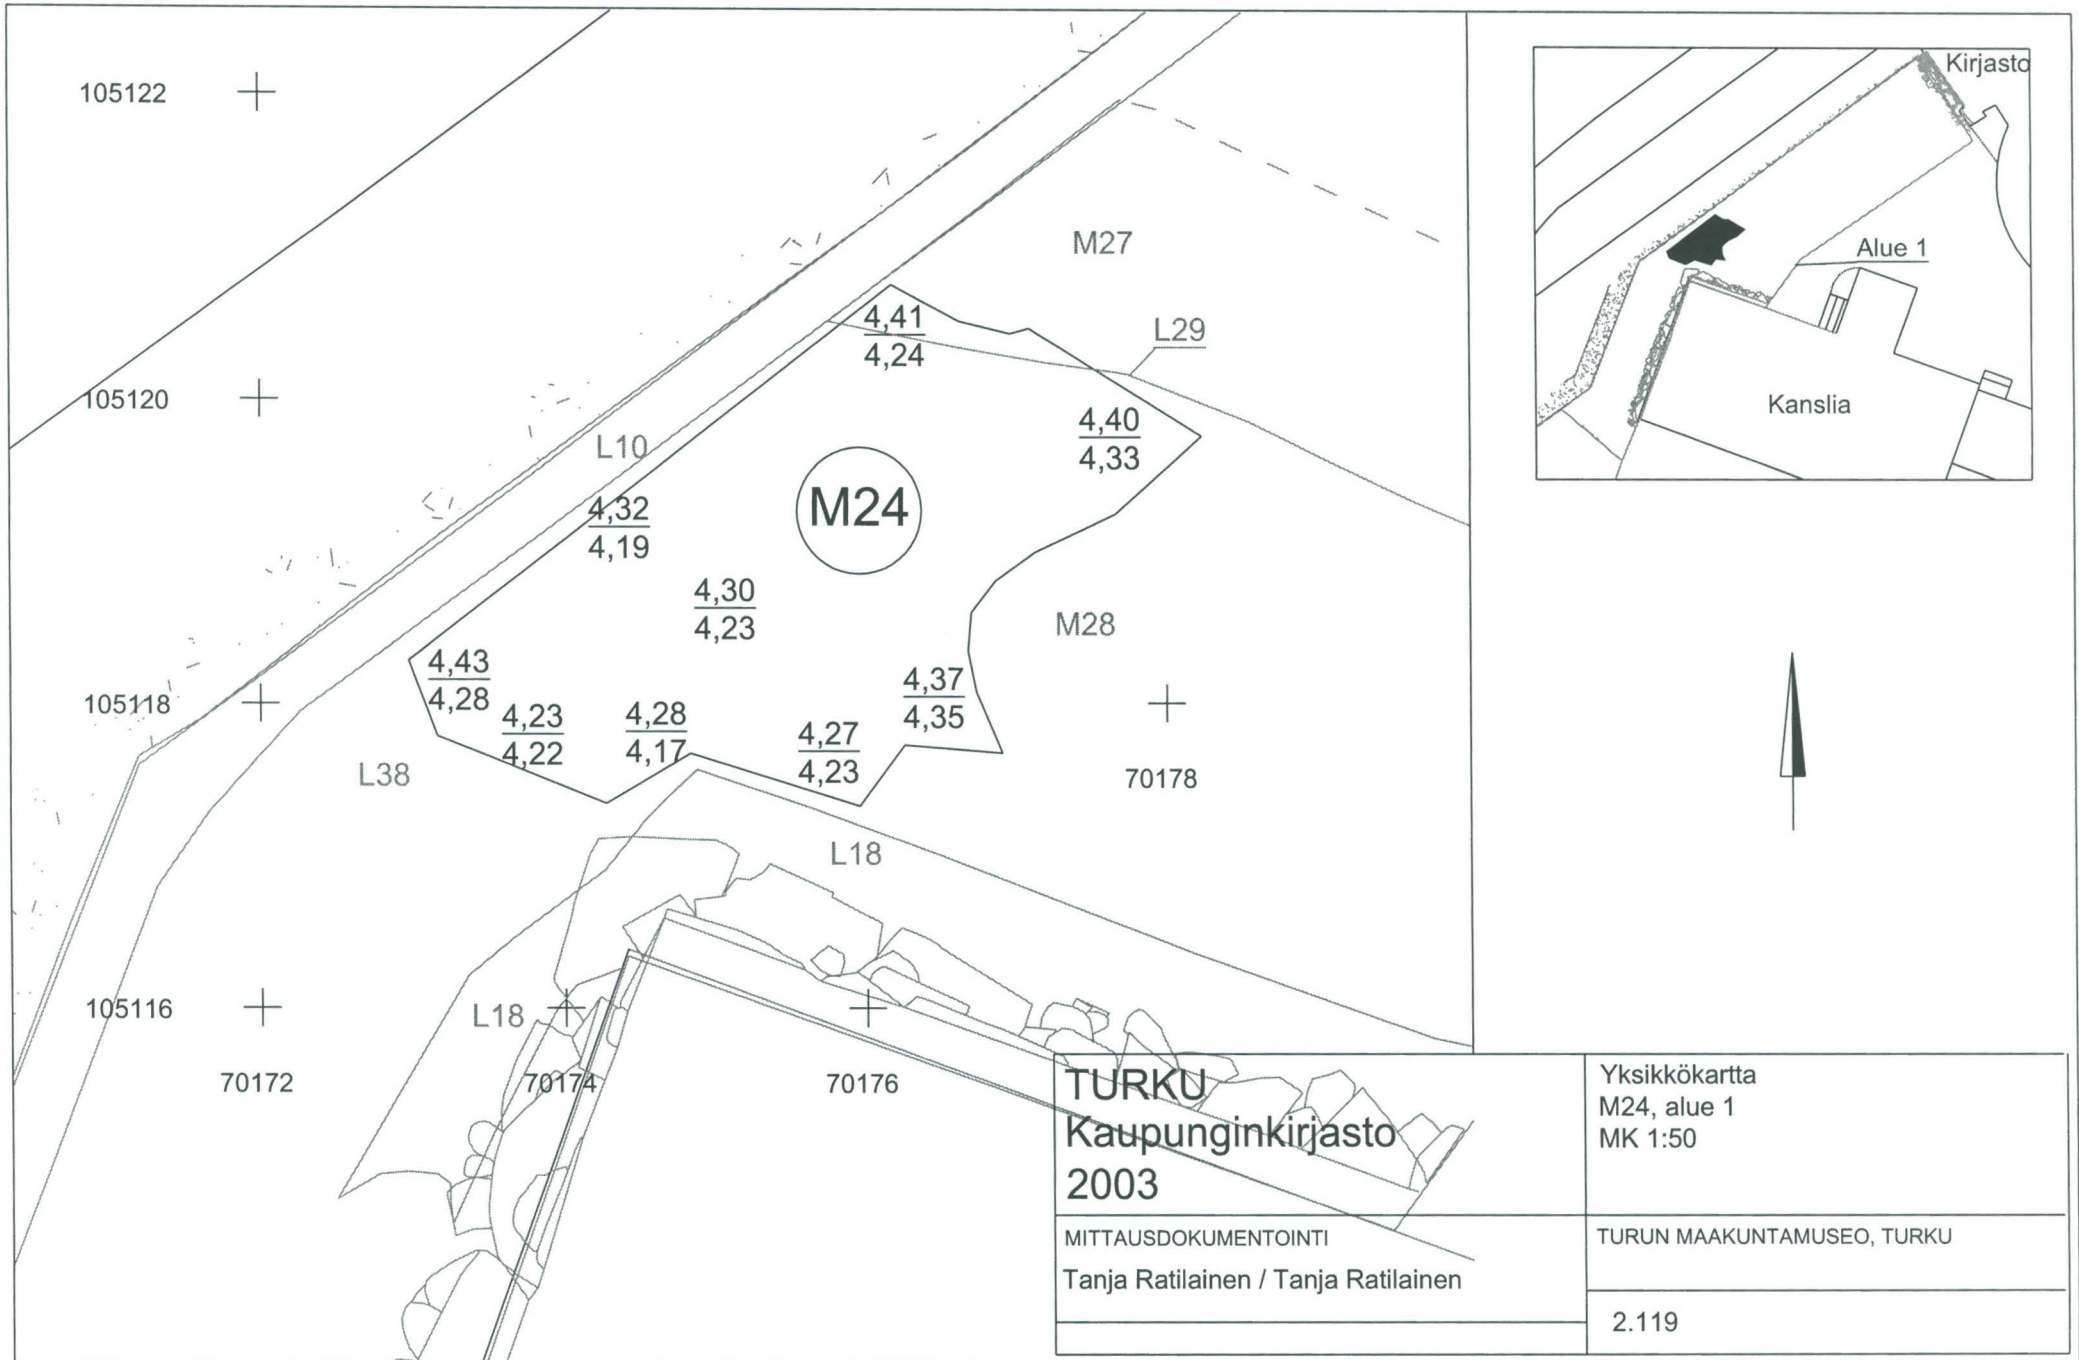 105122
105120
105118
105116
70172
70174
70176
70178
M27
L29
L10
4,41
4,24
4,40
4,33
M24
4,32
4,19
4,30
4,23
M28
4,43
4,28
4,23
4,22
4,28
4,17
4,27
4,23
4,37
4,35
L38
L18
L18
Kirjasto
Alue 1
Kanslia
TURKU
Kaupunginkirjasto
2003
Yksikkökartta
M24, alue 1
MK 1:50
MITTAUSDOKUMENTOINTI
Tanja Ratilainen / Tanja Ratilainen
TURUN MAAKUNTAMUSEO, TURKU
2.119